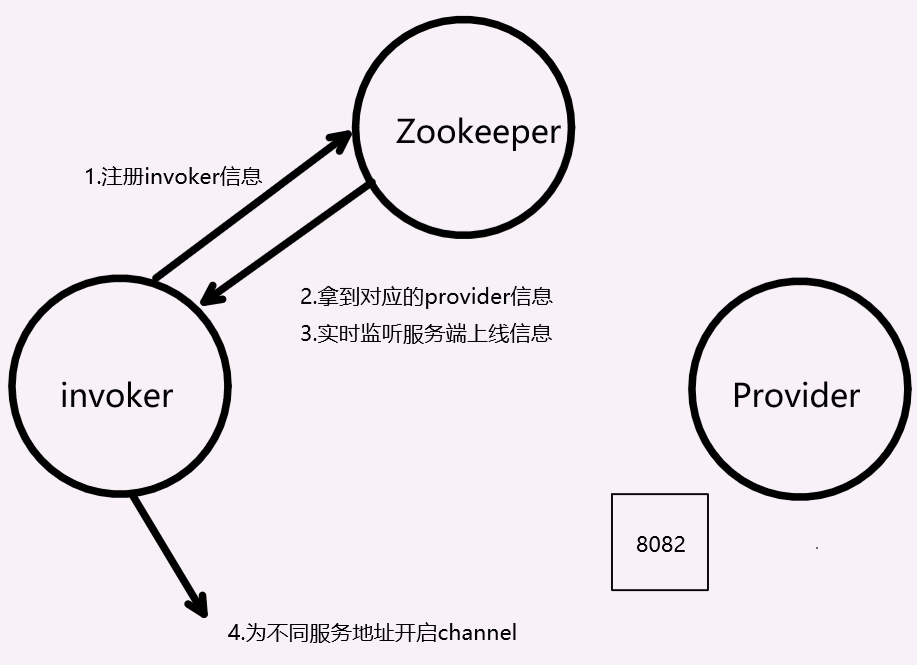 Zookeeper
1.注册invoker信息
2.拿到对应的provider信息
3.实时监听服务端上线信息
invoker
Provider
8082
4.为不同服务地址开启channel